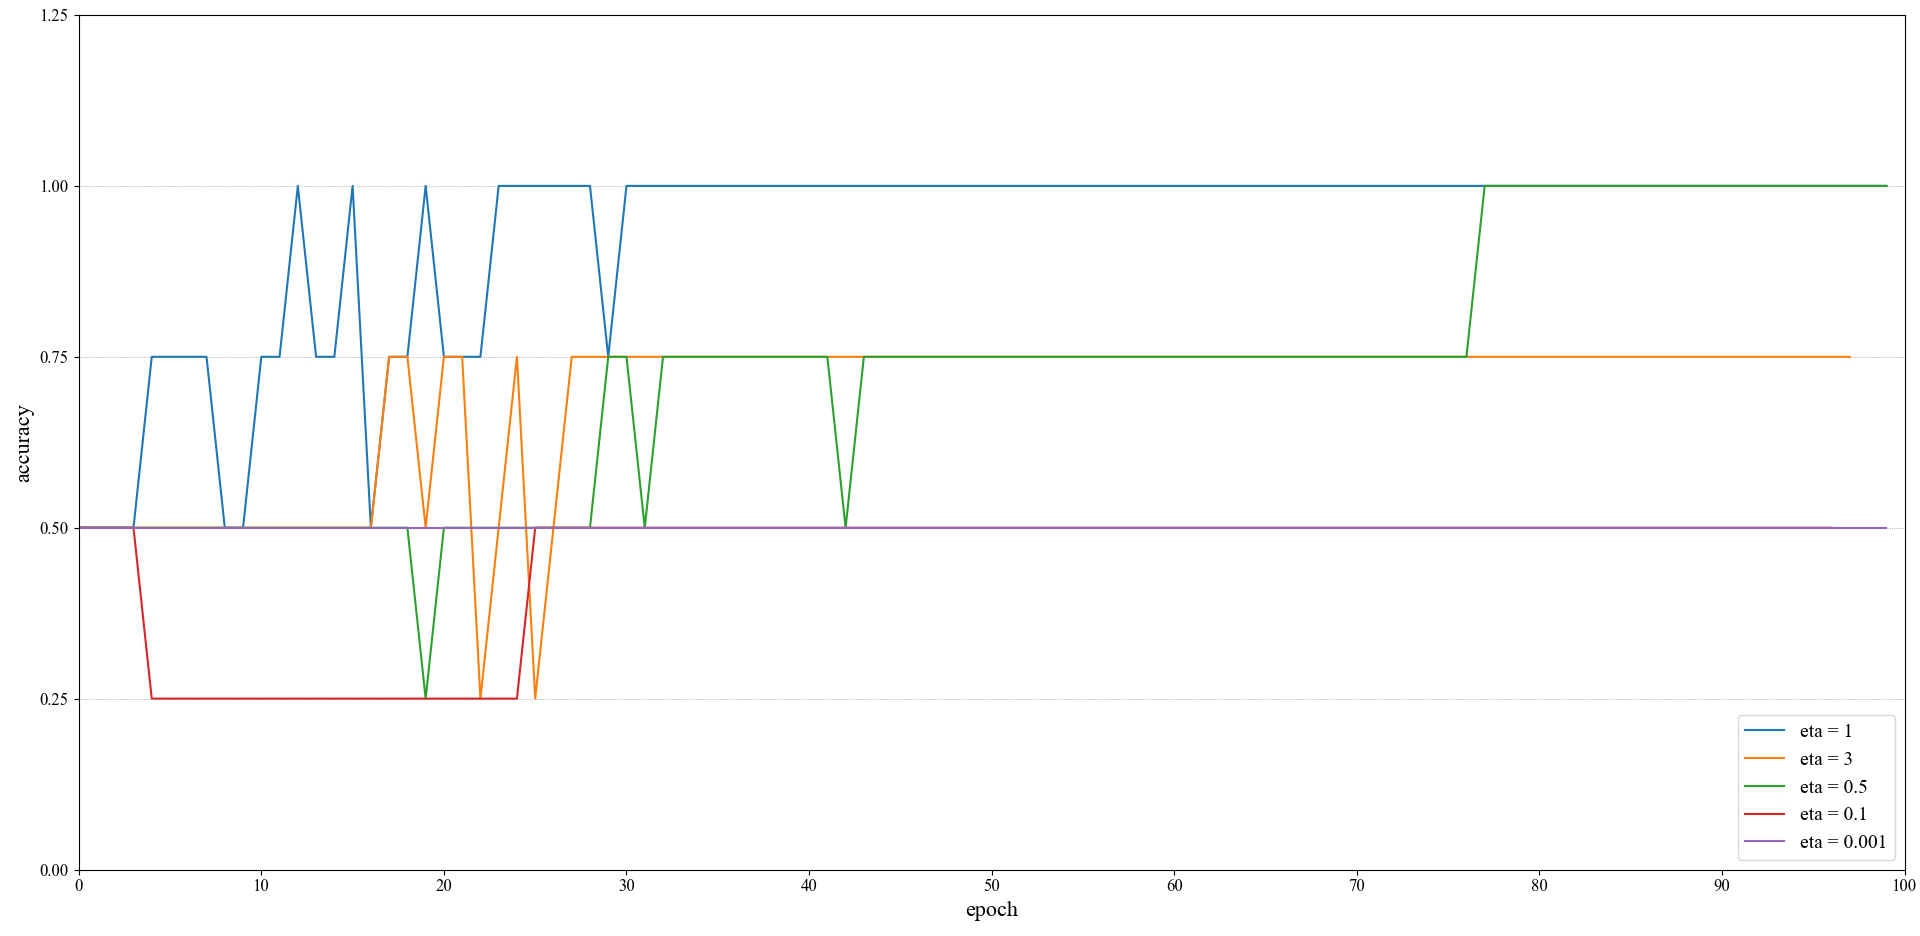 1.25
1.00
0.75
0.50
0.25
0.00
accuracy
0 10 20 30 40 50 60 70 80 90 100
epoch
eta = 1
eta = 3
eta = 0.5
eta = 0.1
eta = 0.001